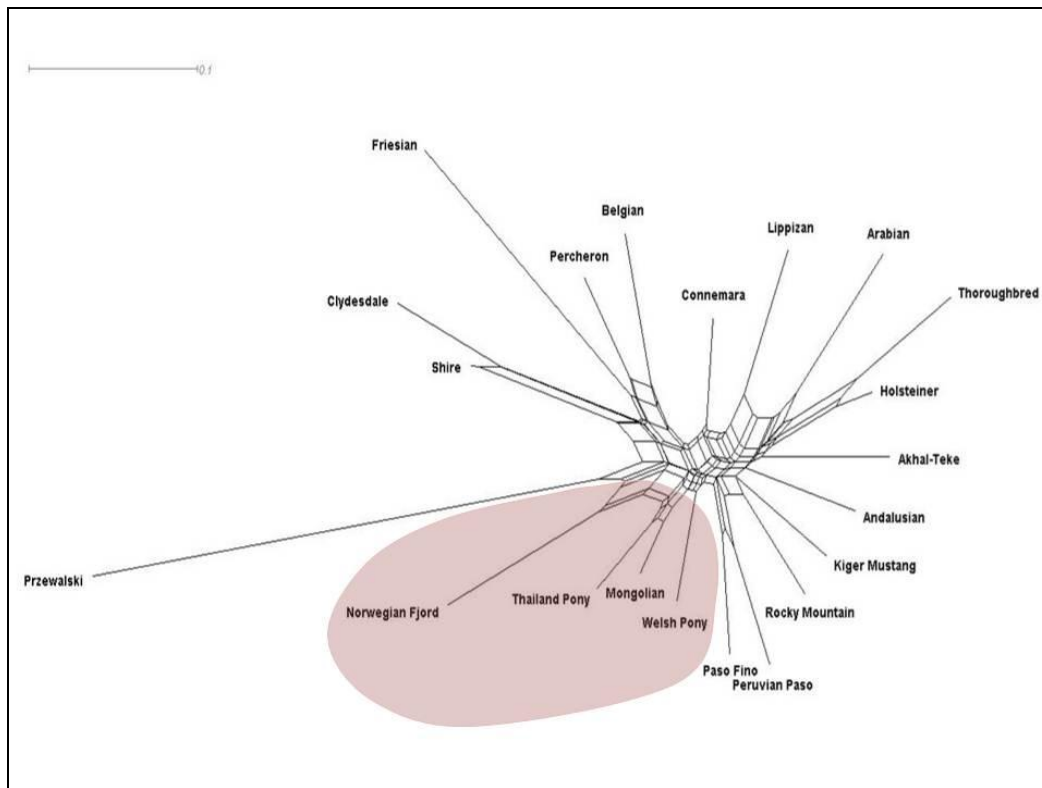 0.1
Friesian
Belgian
Lippizan
Arabian
Percheron
Connemara
Thoroughbred
Clydesdale
Shire
Holsteiner
Akhal-Teke
Andalusian
Kiger Mustang
Przewalski
Norwegian Fjord
Thailand Pony
Mongolian
Rocky Mountain
Welsh Pony
Paso Fino
Peruvian Paso